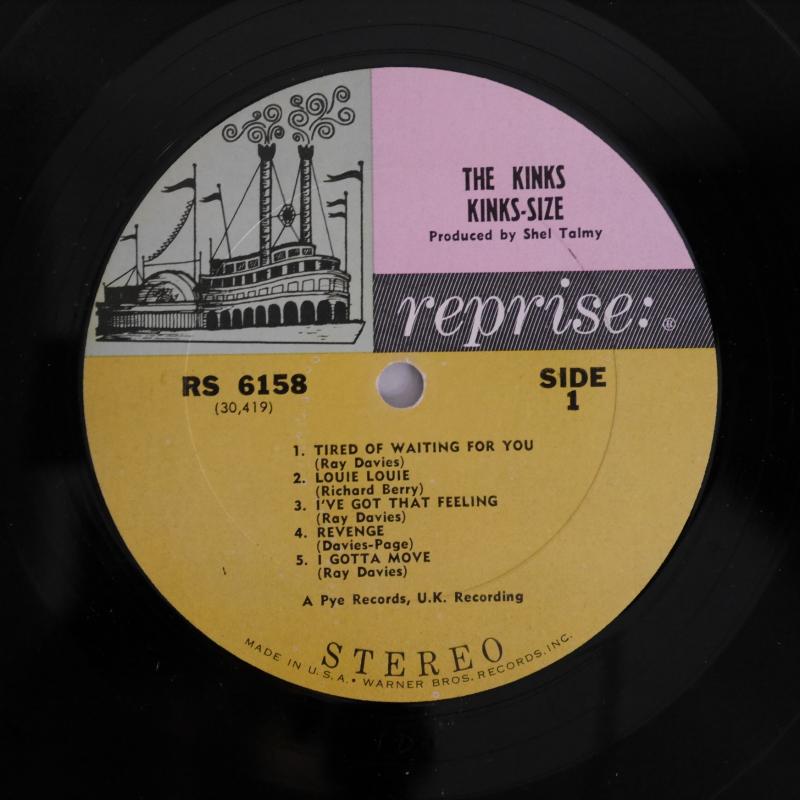 THE KINKS
KINKS-SIZE
Produced by Shel Talmy
reprise: ®
RS 6158
(30,419)
SIDE
1
1. TIRED OF WAITING FOR YOU
(Ray Davies)
2. LOUIE LOUIE
(Richard Berry)
3. I'VE GOT THAT FEELING
(Ray Davies)
4. REVENGE
(Davies-Page)
5. I GOTTA MOVE
(Ray Davies)
A Pye Records, U.K. Recording
STEREO
MADE IN U.S.A. • WARNER BROS. RECORDS, INC.